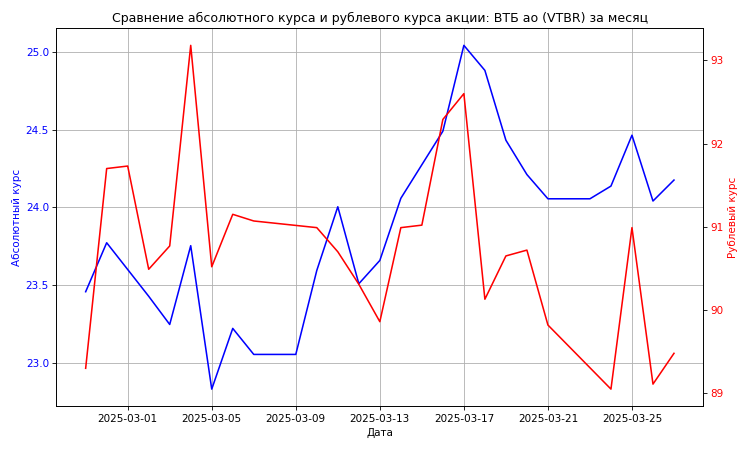 Сравнение абсолютного курса и рублевого курса акции: ВТБ ао (VTBR) за месяц
25.0
24.5
24.0
23.5
23.0
Абсолютный курс
93
92
91
90
89
Рублевый курс
2025-03-01 2025-03-05 2025-03-09 2025-03-13 2025-03-17 2025-03-21 2025-03-25
Дата